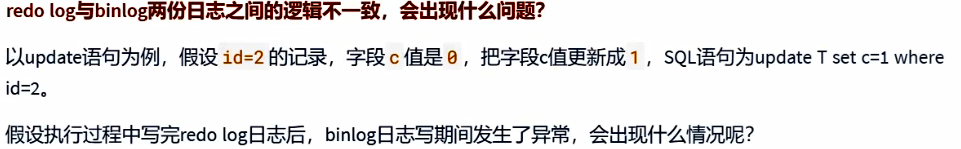 redo log与binlog两份日志之间的逻辑不一致，会出现什么问题？
以update语句为例，假设 id=2 的记录，字段 c 值是 0 ，把字段c值更新成 1 ，SQL语句为update T set c=1 where
id=2。
假设执行过程中写完redo log日志后，binlog日志写期间发生了异常，会出现什么情况呢？